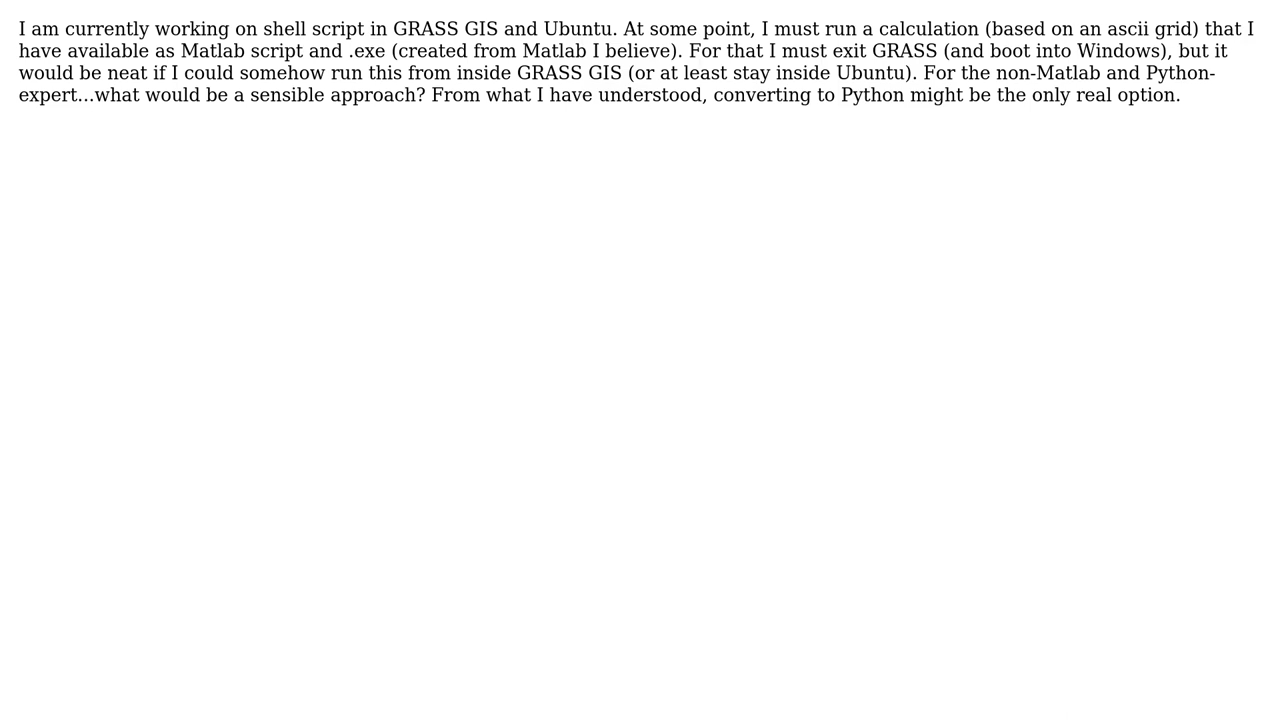 I am currently working on shell script in GRASS GIS and Ubuntu. At some point, I must run a calculation (based on an ascii grid) that I
have available as Matlab script and .exe (created from Matlab I believe). For that I must exit GRASS (and boot into Windows), but it
would be neat if I could somehow run this from inside GRASS GIS (or at least stay inside Ubuntu). For the non-Matlab and Python-
expert...what would be a sensible approach? From what I have understood, converting to Python might be the only real option.